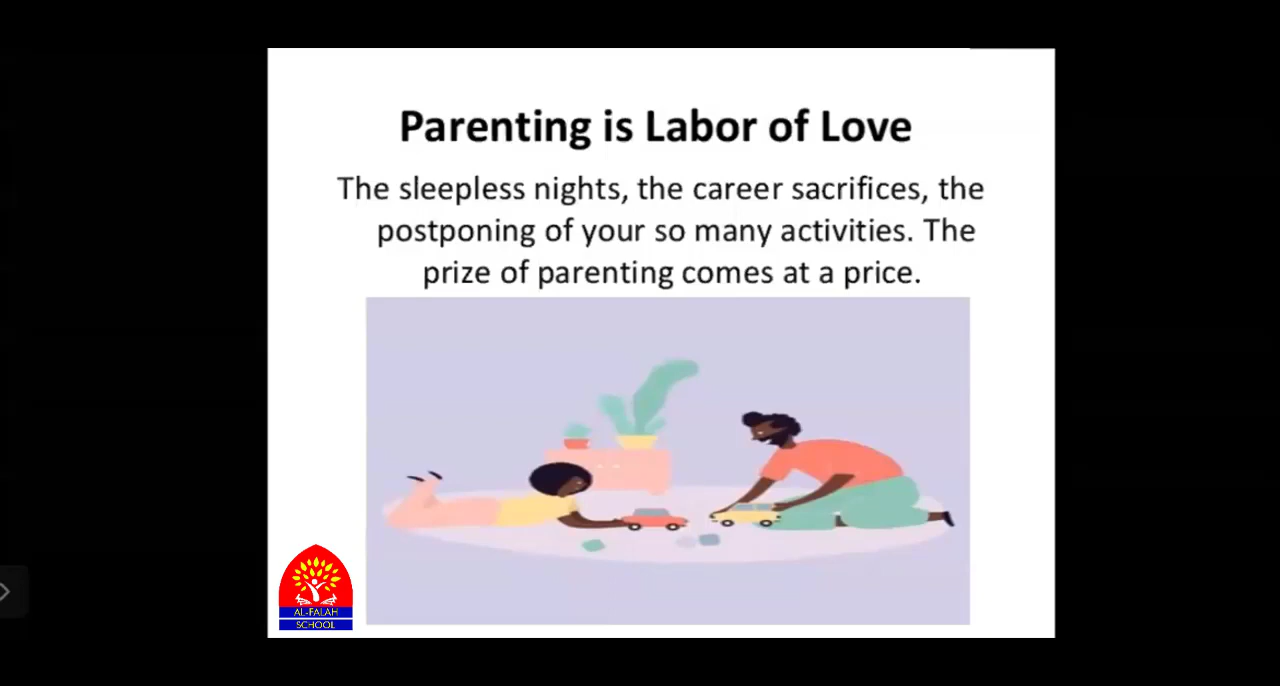 Parenting is Labor of Love
The sleepless nights, the career sacrifices, the
postponing of your so many activities. The
prize of parenting comes at a price.
AL-FALAH
SCHOOL